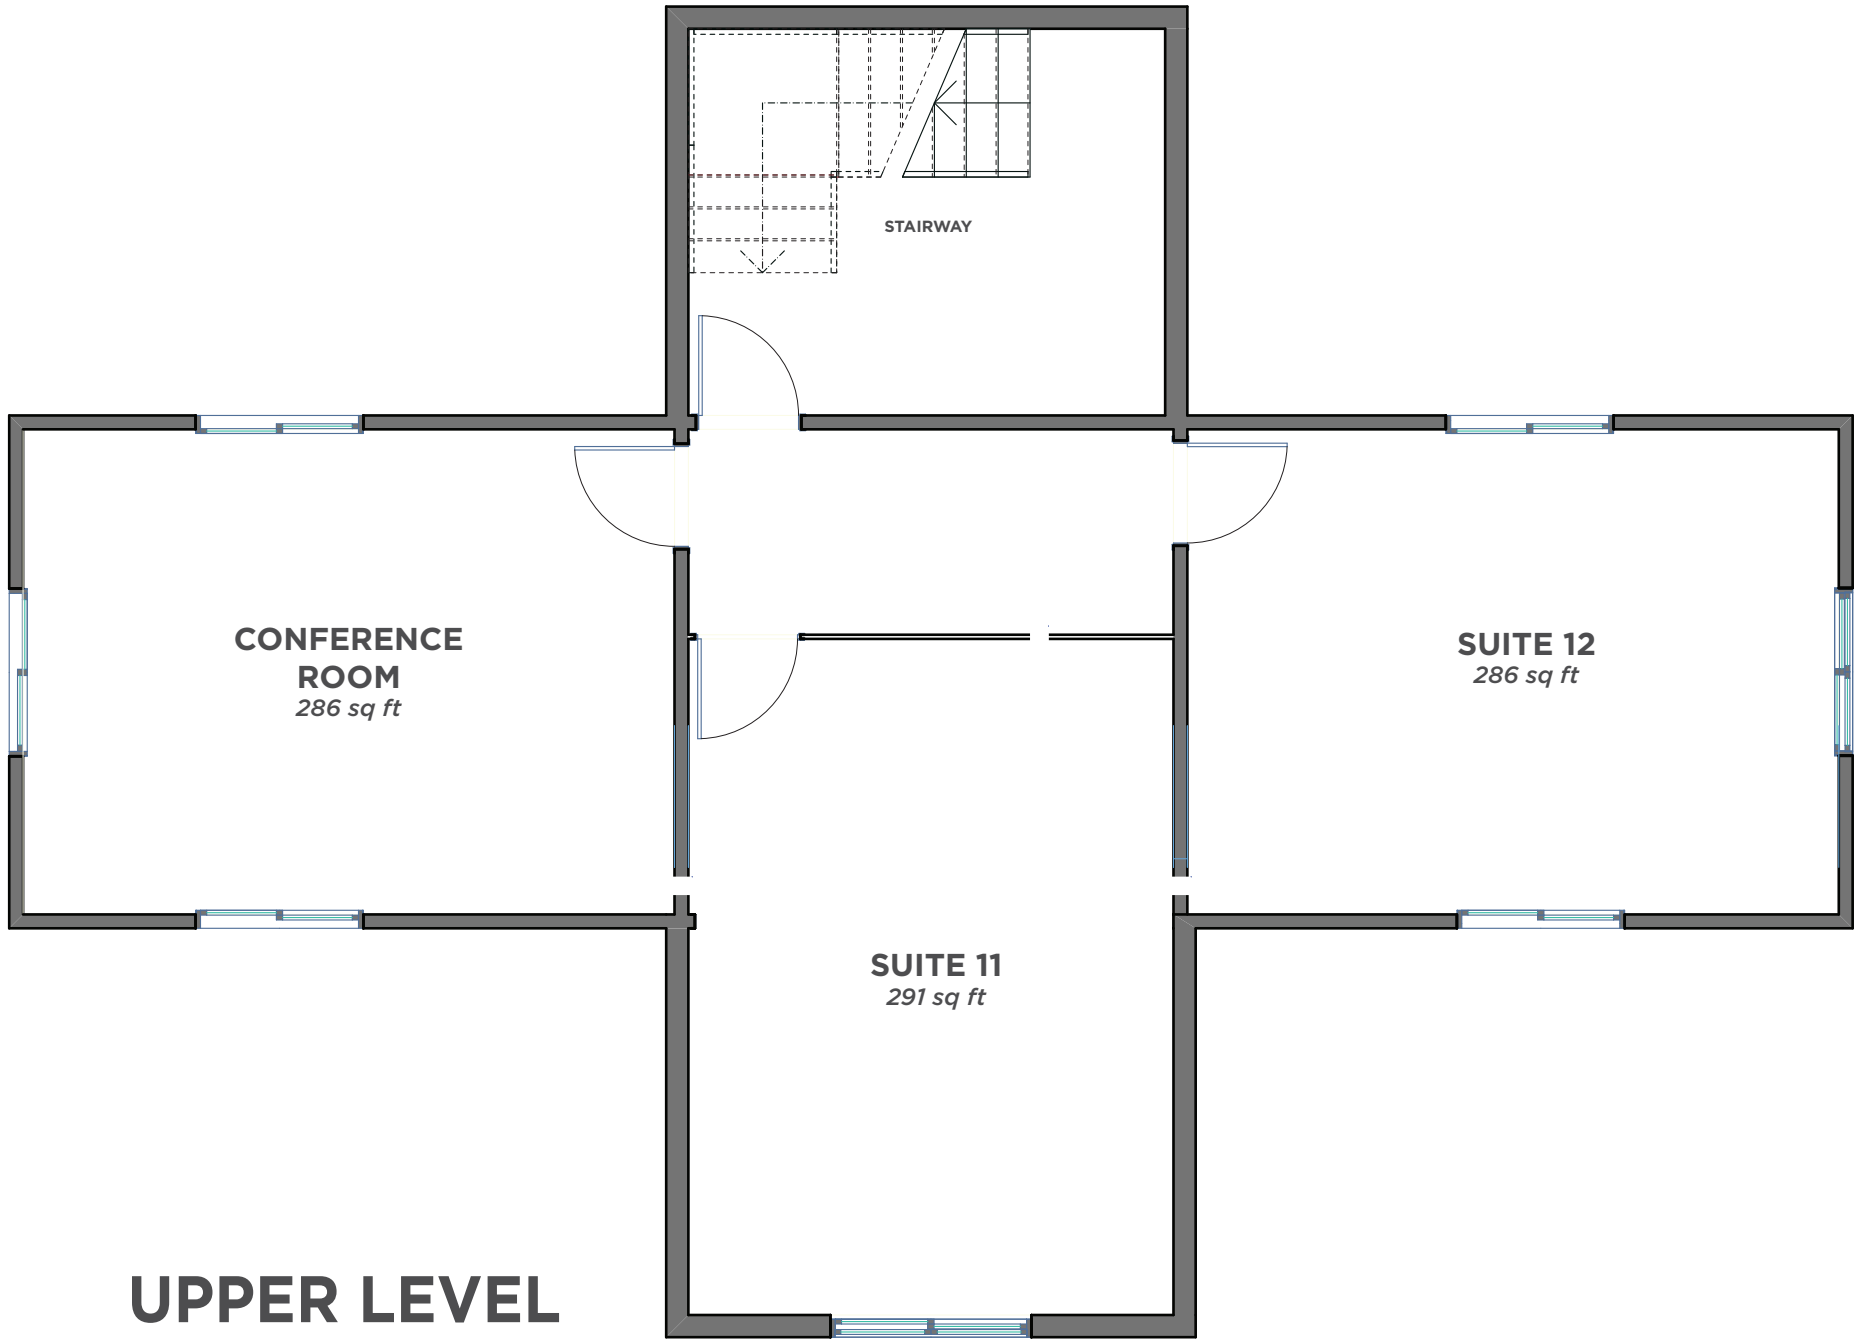 STAIRWAY
CONFERENCE
ROOM
286 sq ft
SUITE 12
286 sq ft
SUITE 11
291 sq ft
UPPER LEVEL